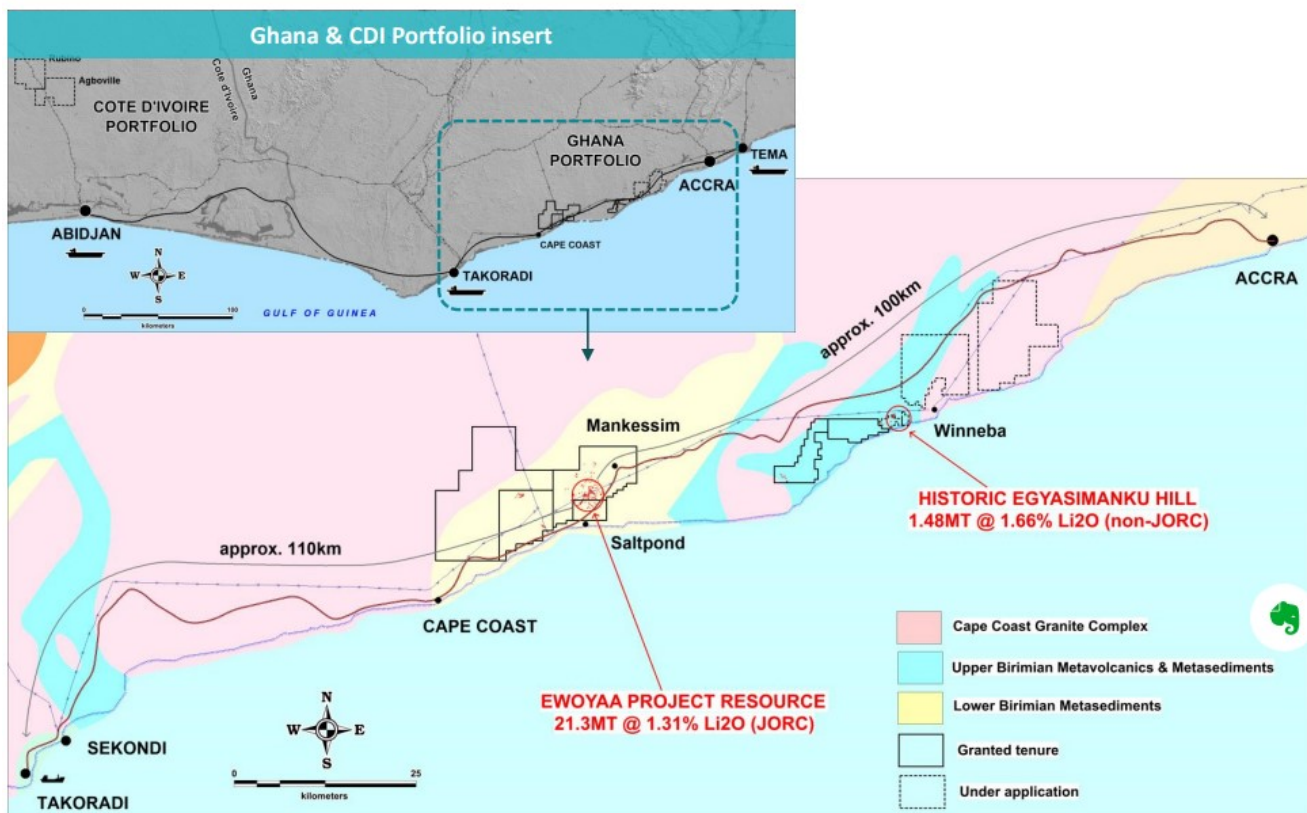 Ghana & CDI Portfolio insert
Rubino
Agboville
COTE D'IVOIRE
PORTFOLIO
Ghana
Cote d'Ivoire
GHANA
PORTFOLIO
TEMA
ACCRA
ABIDJAN
CAPE COAST
TAKORADI
N
W E
S
0 150
kilometers
GULF OF GUINEA
approx. 100km
ACCRA
Mankessim
Winneba
HISTORIC EGYASIMANKU HILL
1.48MT @ 1.66% Li2O (non-JORC)
approx. 110km
Saltpond
CAPE COAST
EWOYAA PROJECT RESOURCE
21.3MT @ 1.31% Li2O (JORC)
SEKONDI
TAKORADI
N
W E
S
0 25
kilometers
Cape Coast Granite Complex
Upper Birimian Metavolcanics & Metasediments
Lower Birimian Metasediments
Granted tenure
Under application